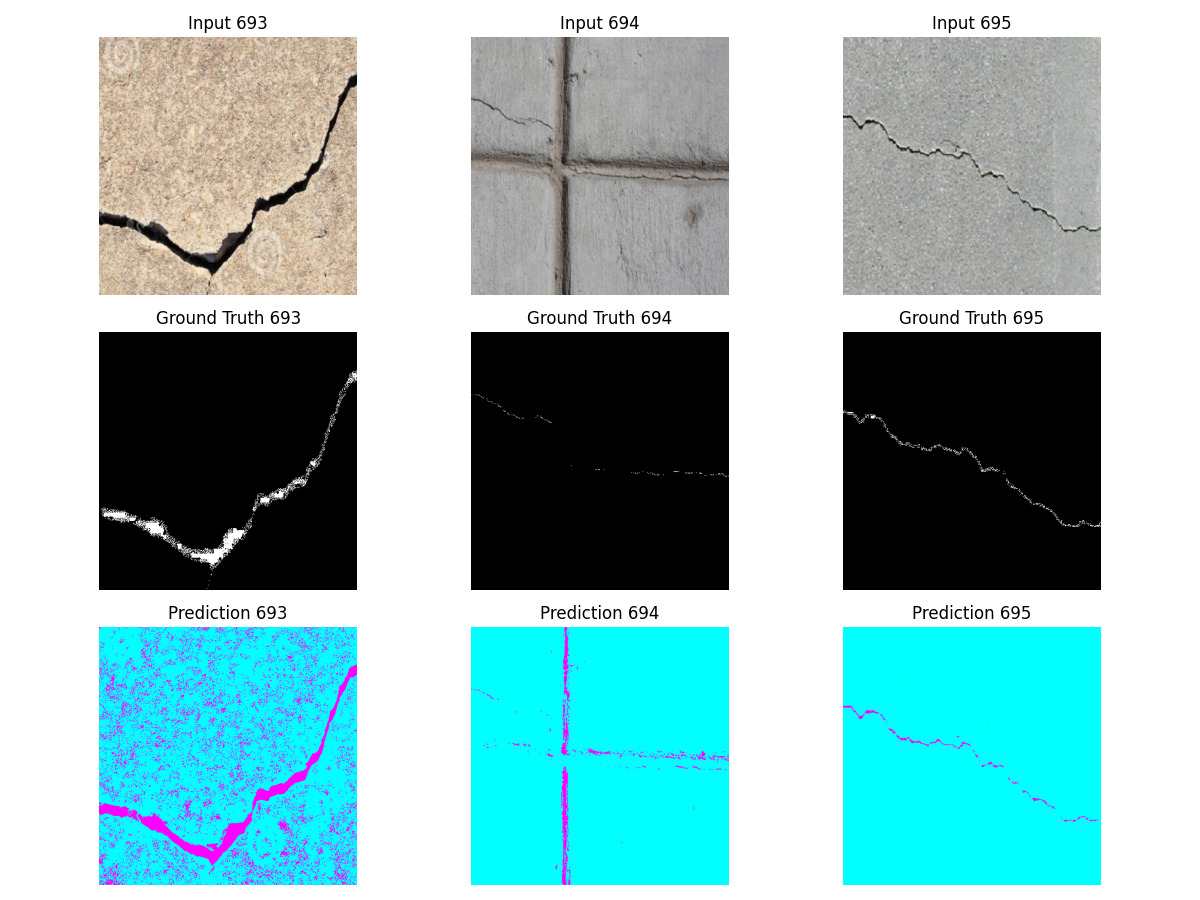 Input 693
Input 694
Input 695
Ground Truth 693
Ground Truth 694
Ground Truth 695
Prediction 693
Prediction 694
Prediction 695